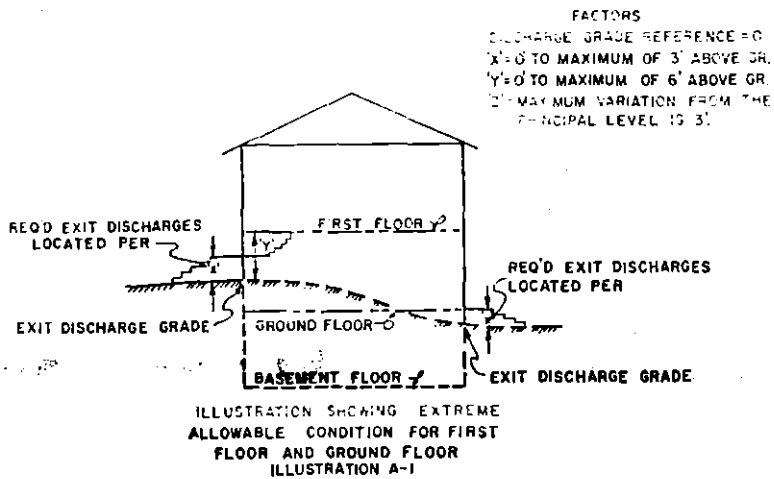 FACTORS
DISCHARGE GRADE REFERENCE = 0
'X'= 0' TO MAXIMUM OF 3' ABOVE GR.
'Y'= 0' TO MAXIMUM OF 6' ABOVE GR.
'Z'= MAXIMUM VARIATION FROM THE
PRINCIPAL LEVEL IS 3'.
FIRST FLOOR
'Y'
REQ'D EXIT DISCHARGES
LOCATED PER
'X'
REQ'D EXIT DISCHARGES
LOCATED PER
EXIT DISCHARGE GRADE
GROUND FLOOR
BASEMENT FLOOR
EXIT DISCHARGE GRADE
ILLUSTRATION SHOWING EXTREME
ALLOWABLE CONDITION FOR FIRST
FLOOR AND GROUND FLOOR
ILLUSTRATION A-1